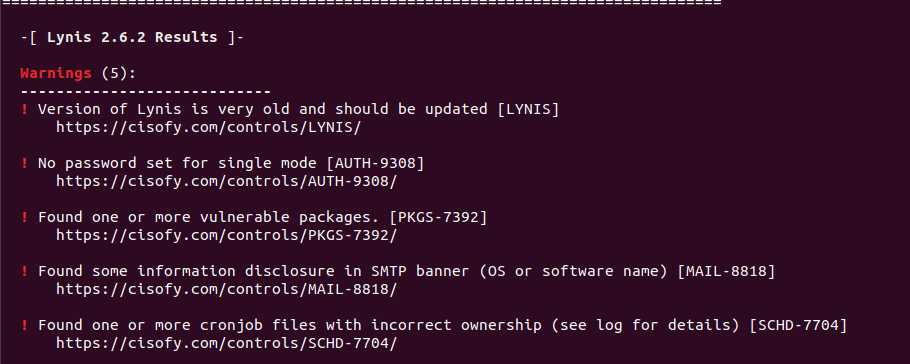 ================================================================================
-[ Lynis 2.6.2 Results ]-
Warnings (5):
----------------------------
! Version of Lynis is very old and should be updated [LYNIS]
https://cisofy.com/controls/LYNIS/
! No password set for single mode [AUTH-9308]
https://cisofy.com/controls/AUTH-9308/
! Found one or more vulnerable packages. [PKGS-7392]
https://cisofy.com/controls/PKGS-7392/
! Found some information disclosure in SMTP banner (OS or software name) [MAIL-8818]
https://cisofy.com/controls/MAIL-8818/
! Found one or more cronjob files with incorrect ownership (see log for details) [SCHD-7704]
https://cisofy.com/controls/SCHD-7704/